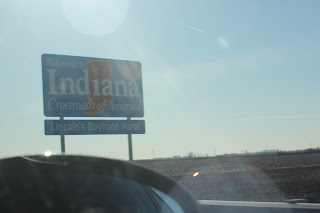 Welcome to
Indiana
Crossroads of America
Lincoln's Boyhood Home